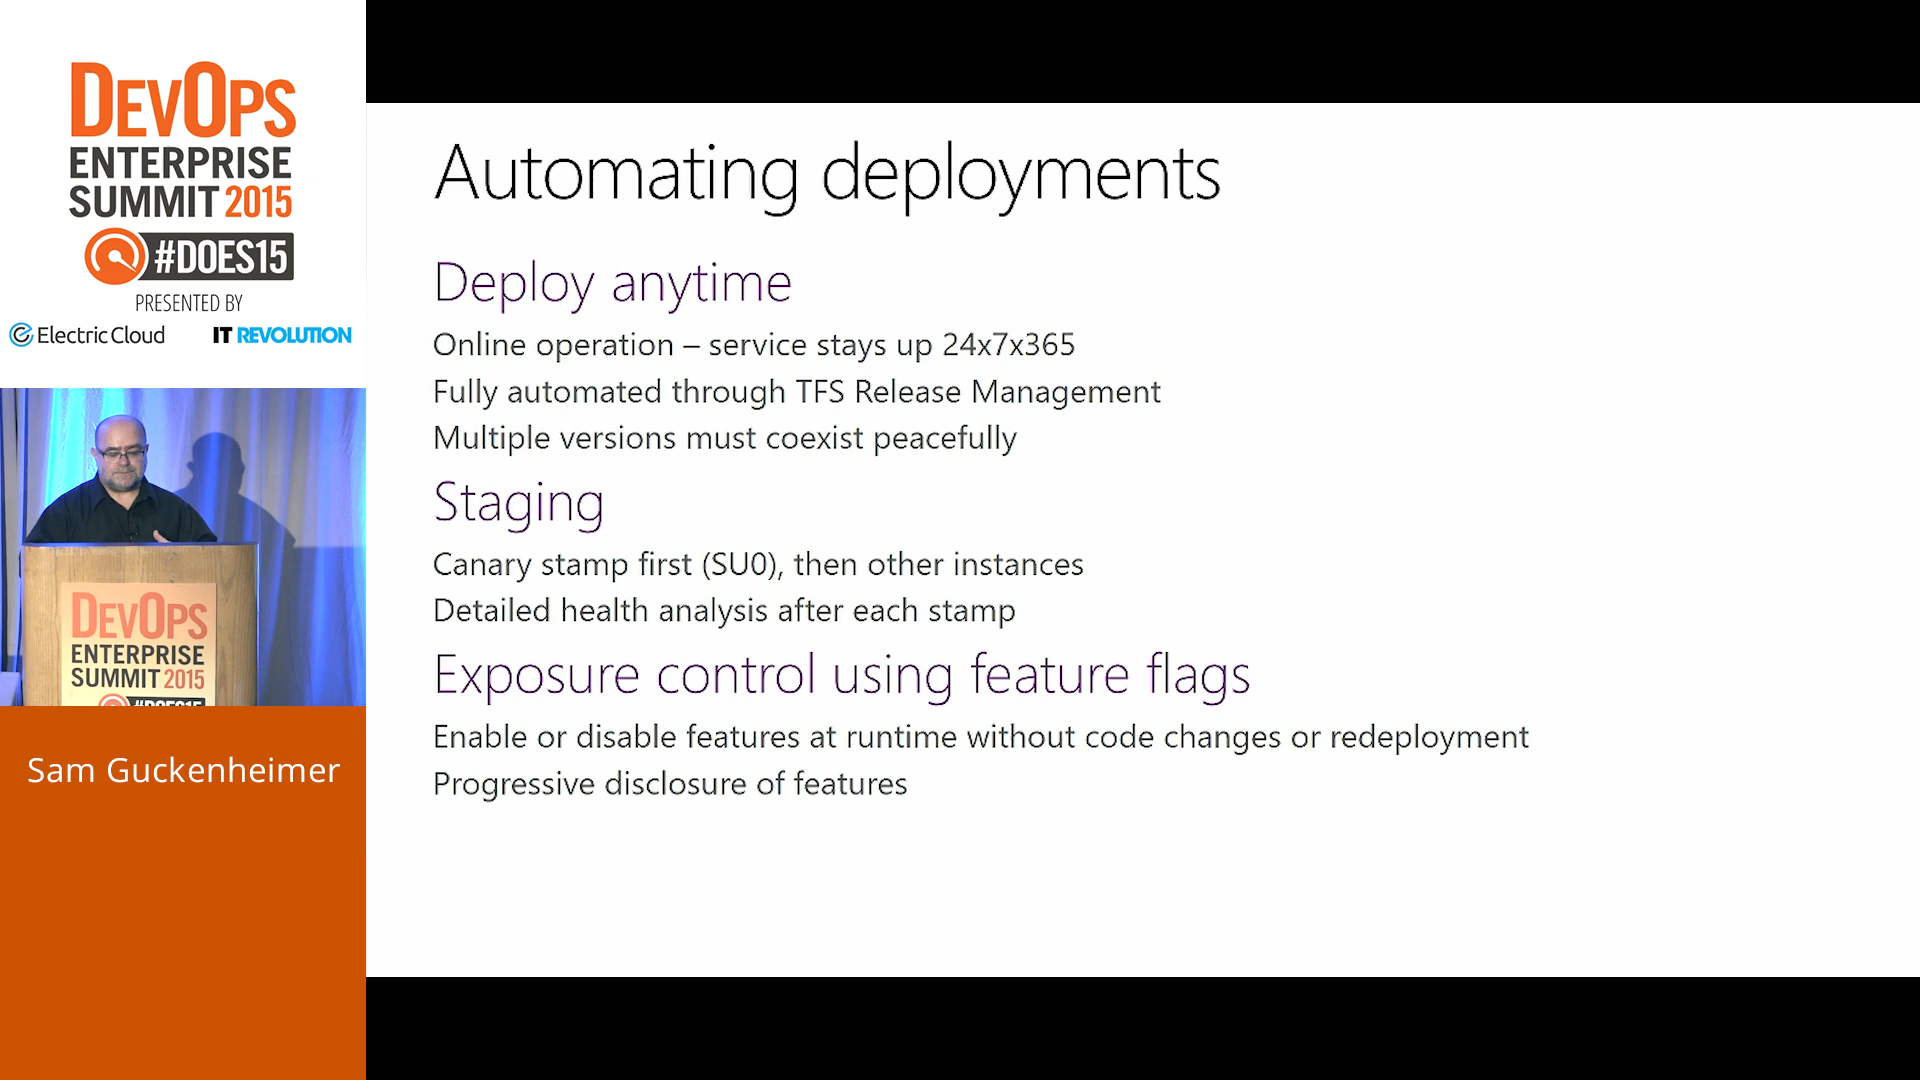 DEVOPS
ENTERPRISE
SUMMIT 2015
#DOES15
PRESENTED BY
Electric Cloud
IT REVOLUTION
DEVOPS
ENTERPRISE
SUMMIT 2015
#DOES15
Sam Guckenheimer
Automating deployments
Deploy anytime
Online operation – service stays up 24x7x365
Fully automated through TFS Release Management
Multiple versions must coexist peacefully
Staging
Canary stamp first (SU0), then other instances
Detailed health analysis after each stamp
Exposure control using feature flags
Enable or disable features at runtime without code changes or redeployment
Progressive disclosure of features